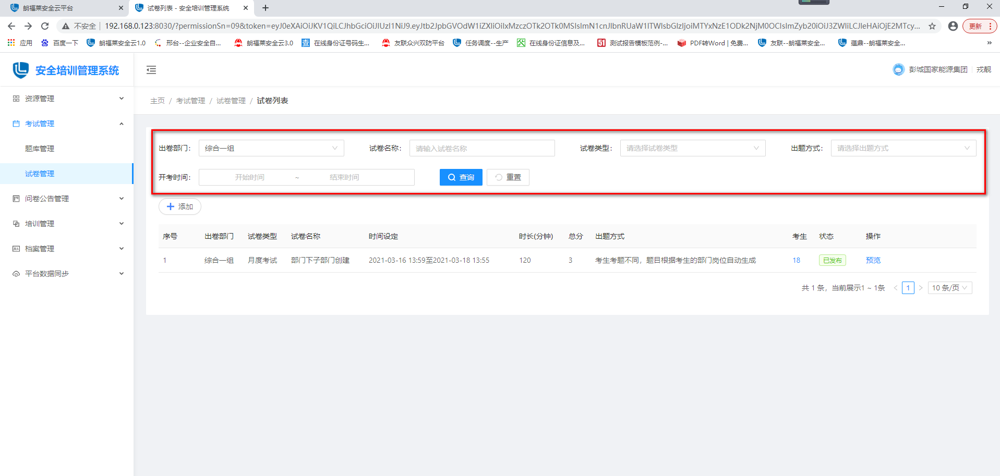 朗福莱安全云平台
试卷列表 - 安全培训管理系统
不安全
192.168.0.123:8030/?permissionSn=09&token=eyJ0eXAiOiJKV1QiLCJhbGciOiJIUzI1NiJ9.eyJtb2JpbGVOdW1iZXIiOiIxMzczOTk2OTk0MSIsImN1cnJlbnRUaW1lTWlsbGlzIjoiMTYxNzE1ODk2NjM0OCIsImZyb20iOiJ3ZWIiLCJleHAiOjE2MTcy...
更新
应用
百度一下
朗福莱安全云1.0
邢台--企业安全自...
朗福莱安全云3.0
在线身份证号码生...
友联众兴双防平台
任务调度--生产
在线身份证信息及...
测试报告模板范例-...
PDF转Word | 免费...
友联--朗福莱安全...
蕴鼎--朗福莱安全...
»
安全培训管理系统
彭城国家能源集团
戎靓
资源管理
考试管理
题库管理
试卷管理
问卷公告管理
培训管理
档案管理
平台数据同步
主页 / 考试管理 / 试卷管理 / 试卷列表
出卷部门： 综合一组 试卷名称： 请输入试卷名称 试卷类型： 请选择试卷类型 出题方式： 请选择出题方式
开考时间： 开始时间 ~ 结束时间 查询 重置
添加
序号 出卷部门 试卷类型 试卷名称 时间设定 时长(分钟) 总分 出题方式 考生 状态 操作
1 综合一组 月度考试 部门下子部门创建 2021-03-16 13:59至2021-03-18 13:55 120 3 考生考题不同，题目根据考生的部门岗位自动生成 18 已发布 预览
共 1 条，当前展示1 ~ 1条 < 1 > 10 条/页